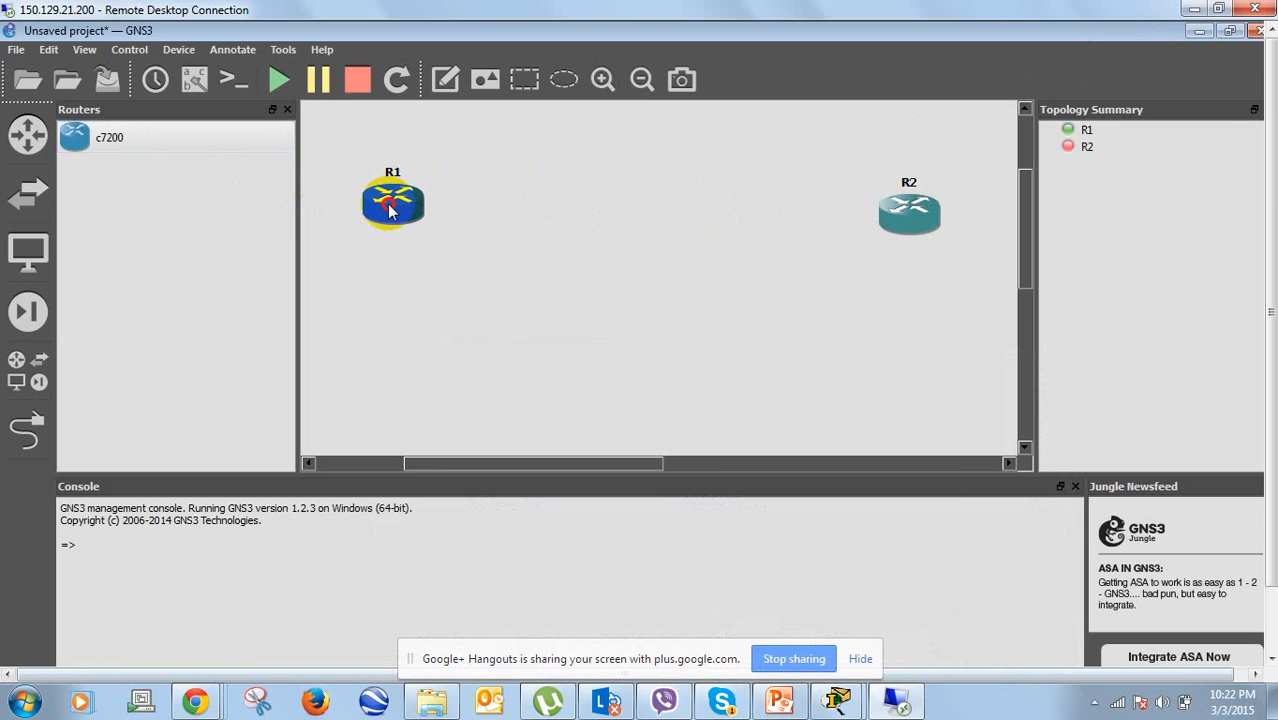 150.129.21.200 - Remote Desktop Connection
Unsaved project* — GNS3
File Edit View Control Device Annotate Tools Help
Routers
Topology Summary
c7200
R1
R2
R1
R2
Console
Jungle Newsfeed
GNS3 management console. Running GNS3 version 1.2.3 on Windows (64-bit).
Copyright (c) 2006-2014 GNS3 Technologies.
=>
GNS3
Jungle
ASA IN GNS3:
Getting ASA to work is as easy as 1 - 2
- GNS3.... bad pun, but easy to
integrate.
Integrate ASA Now
Google+ Hangouts is sharing your screen with plus.google.com. Stop sharing Hide
10:22 PM
3/3/2015